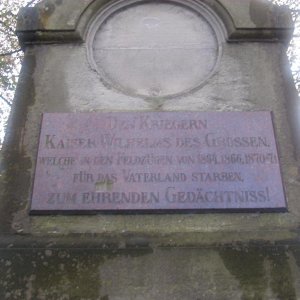 DEN KRIEGERN
KAISER WILHELMS DES GROSSEN,
WELCHE IN DEN FELDZÜGEN VON 1864, 1866, 1870-71
FÜR DAS VATERLAND STARBEN,
ZUM EHRENDEN GEDÄCHTNISS!